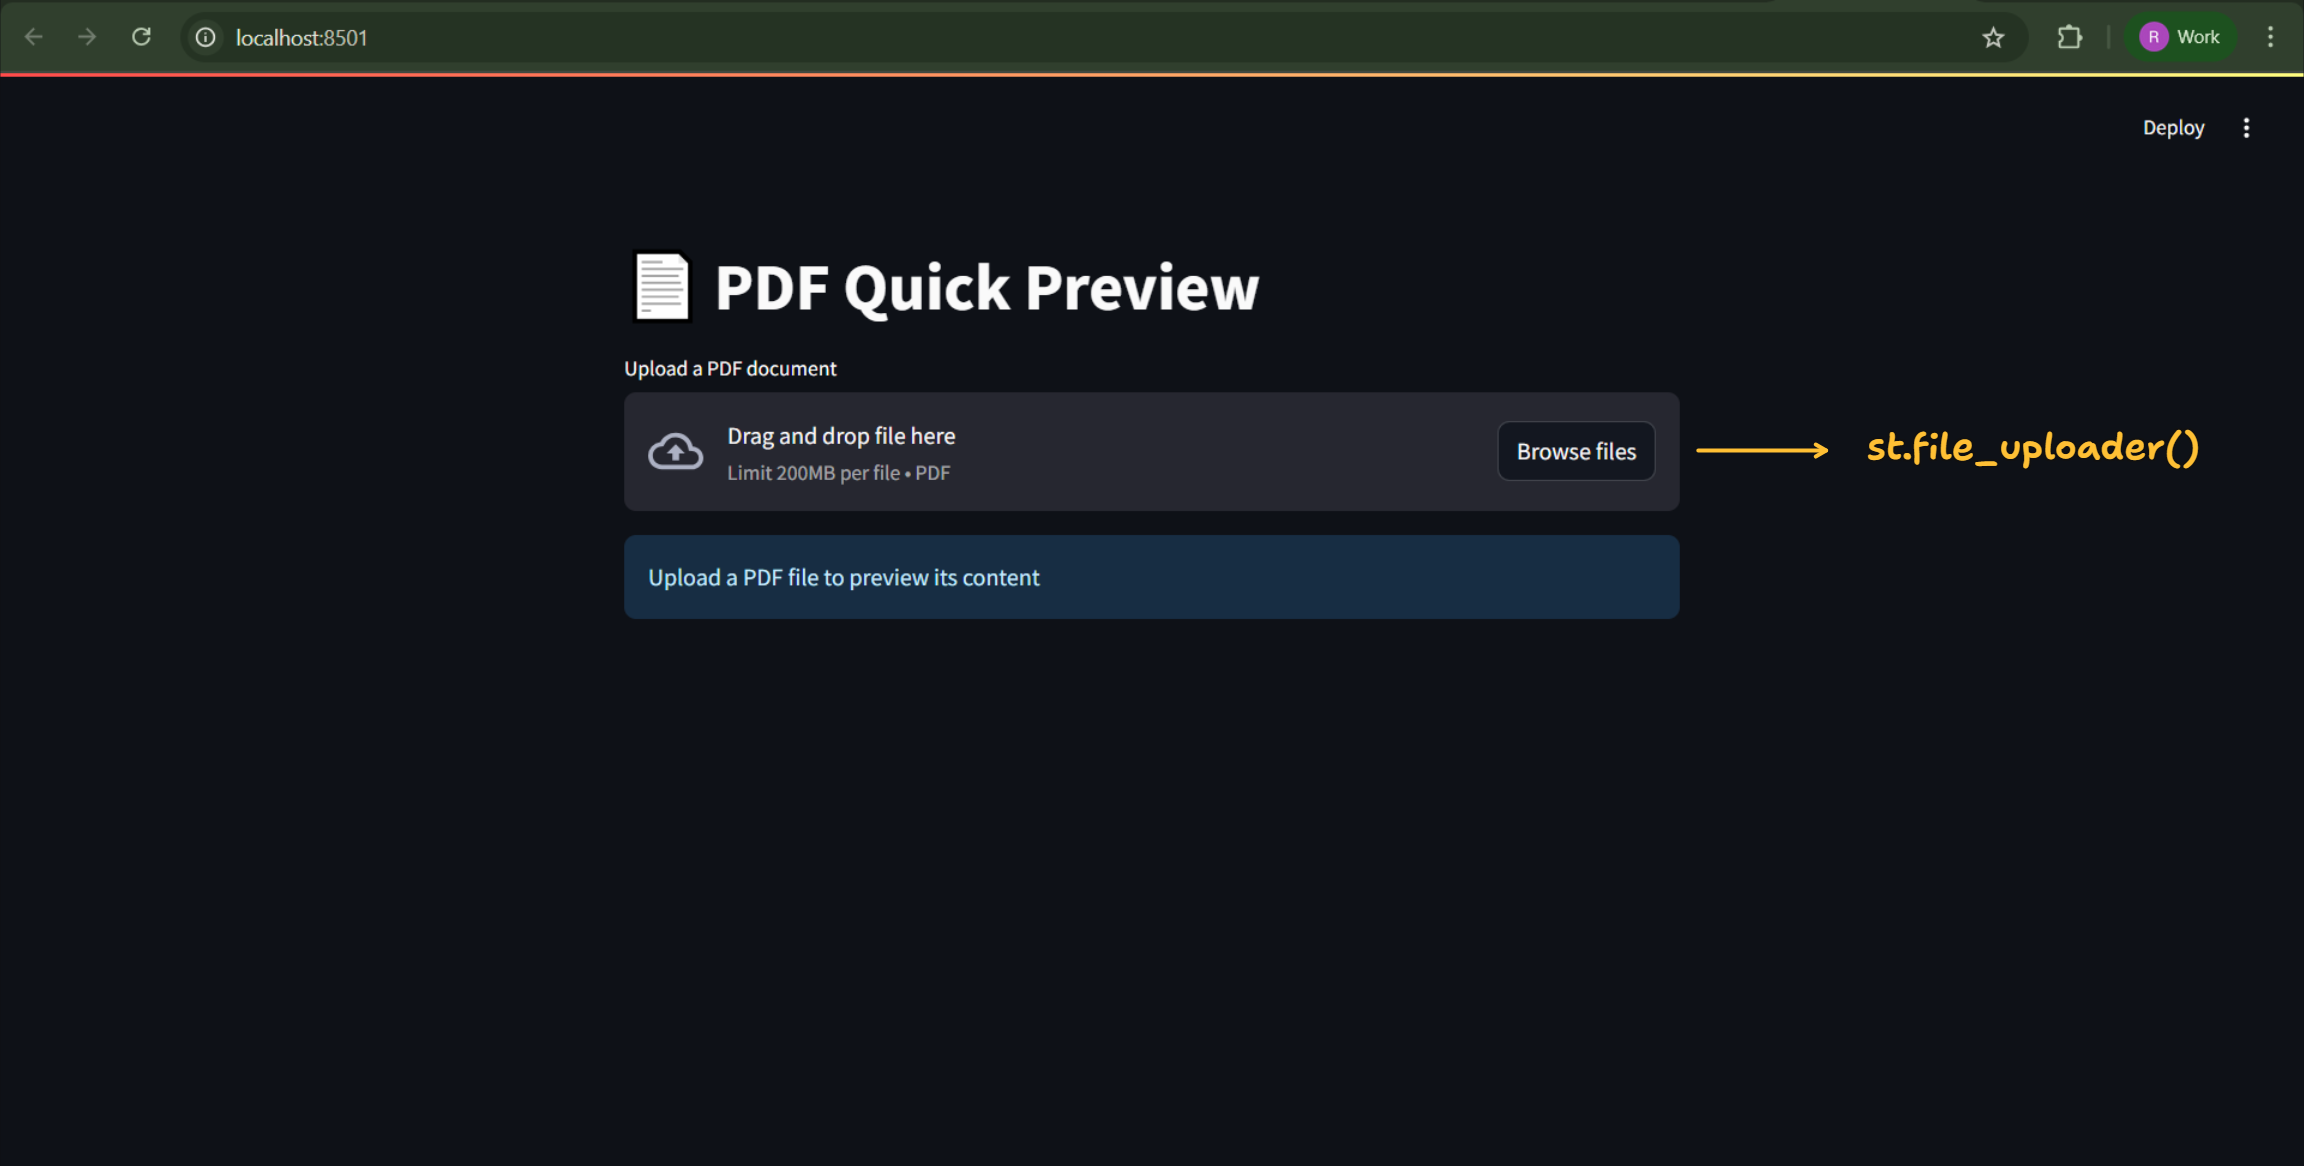 localhost:8501
R Work
Deploy
PDF Quick Preview
Upload a PDF document
Drag and drop file here
Limit 200MB per file • PDF
Browse files
st.file_uploader()
Upload a PDF file to preview its content